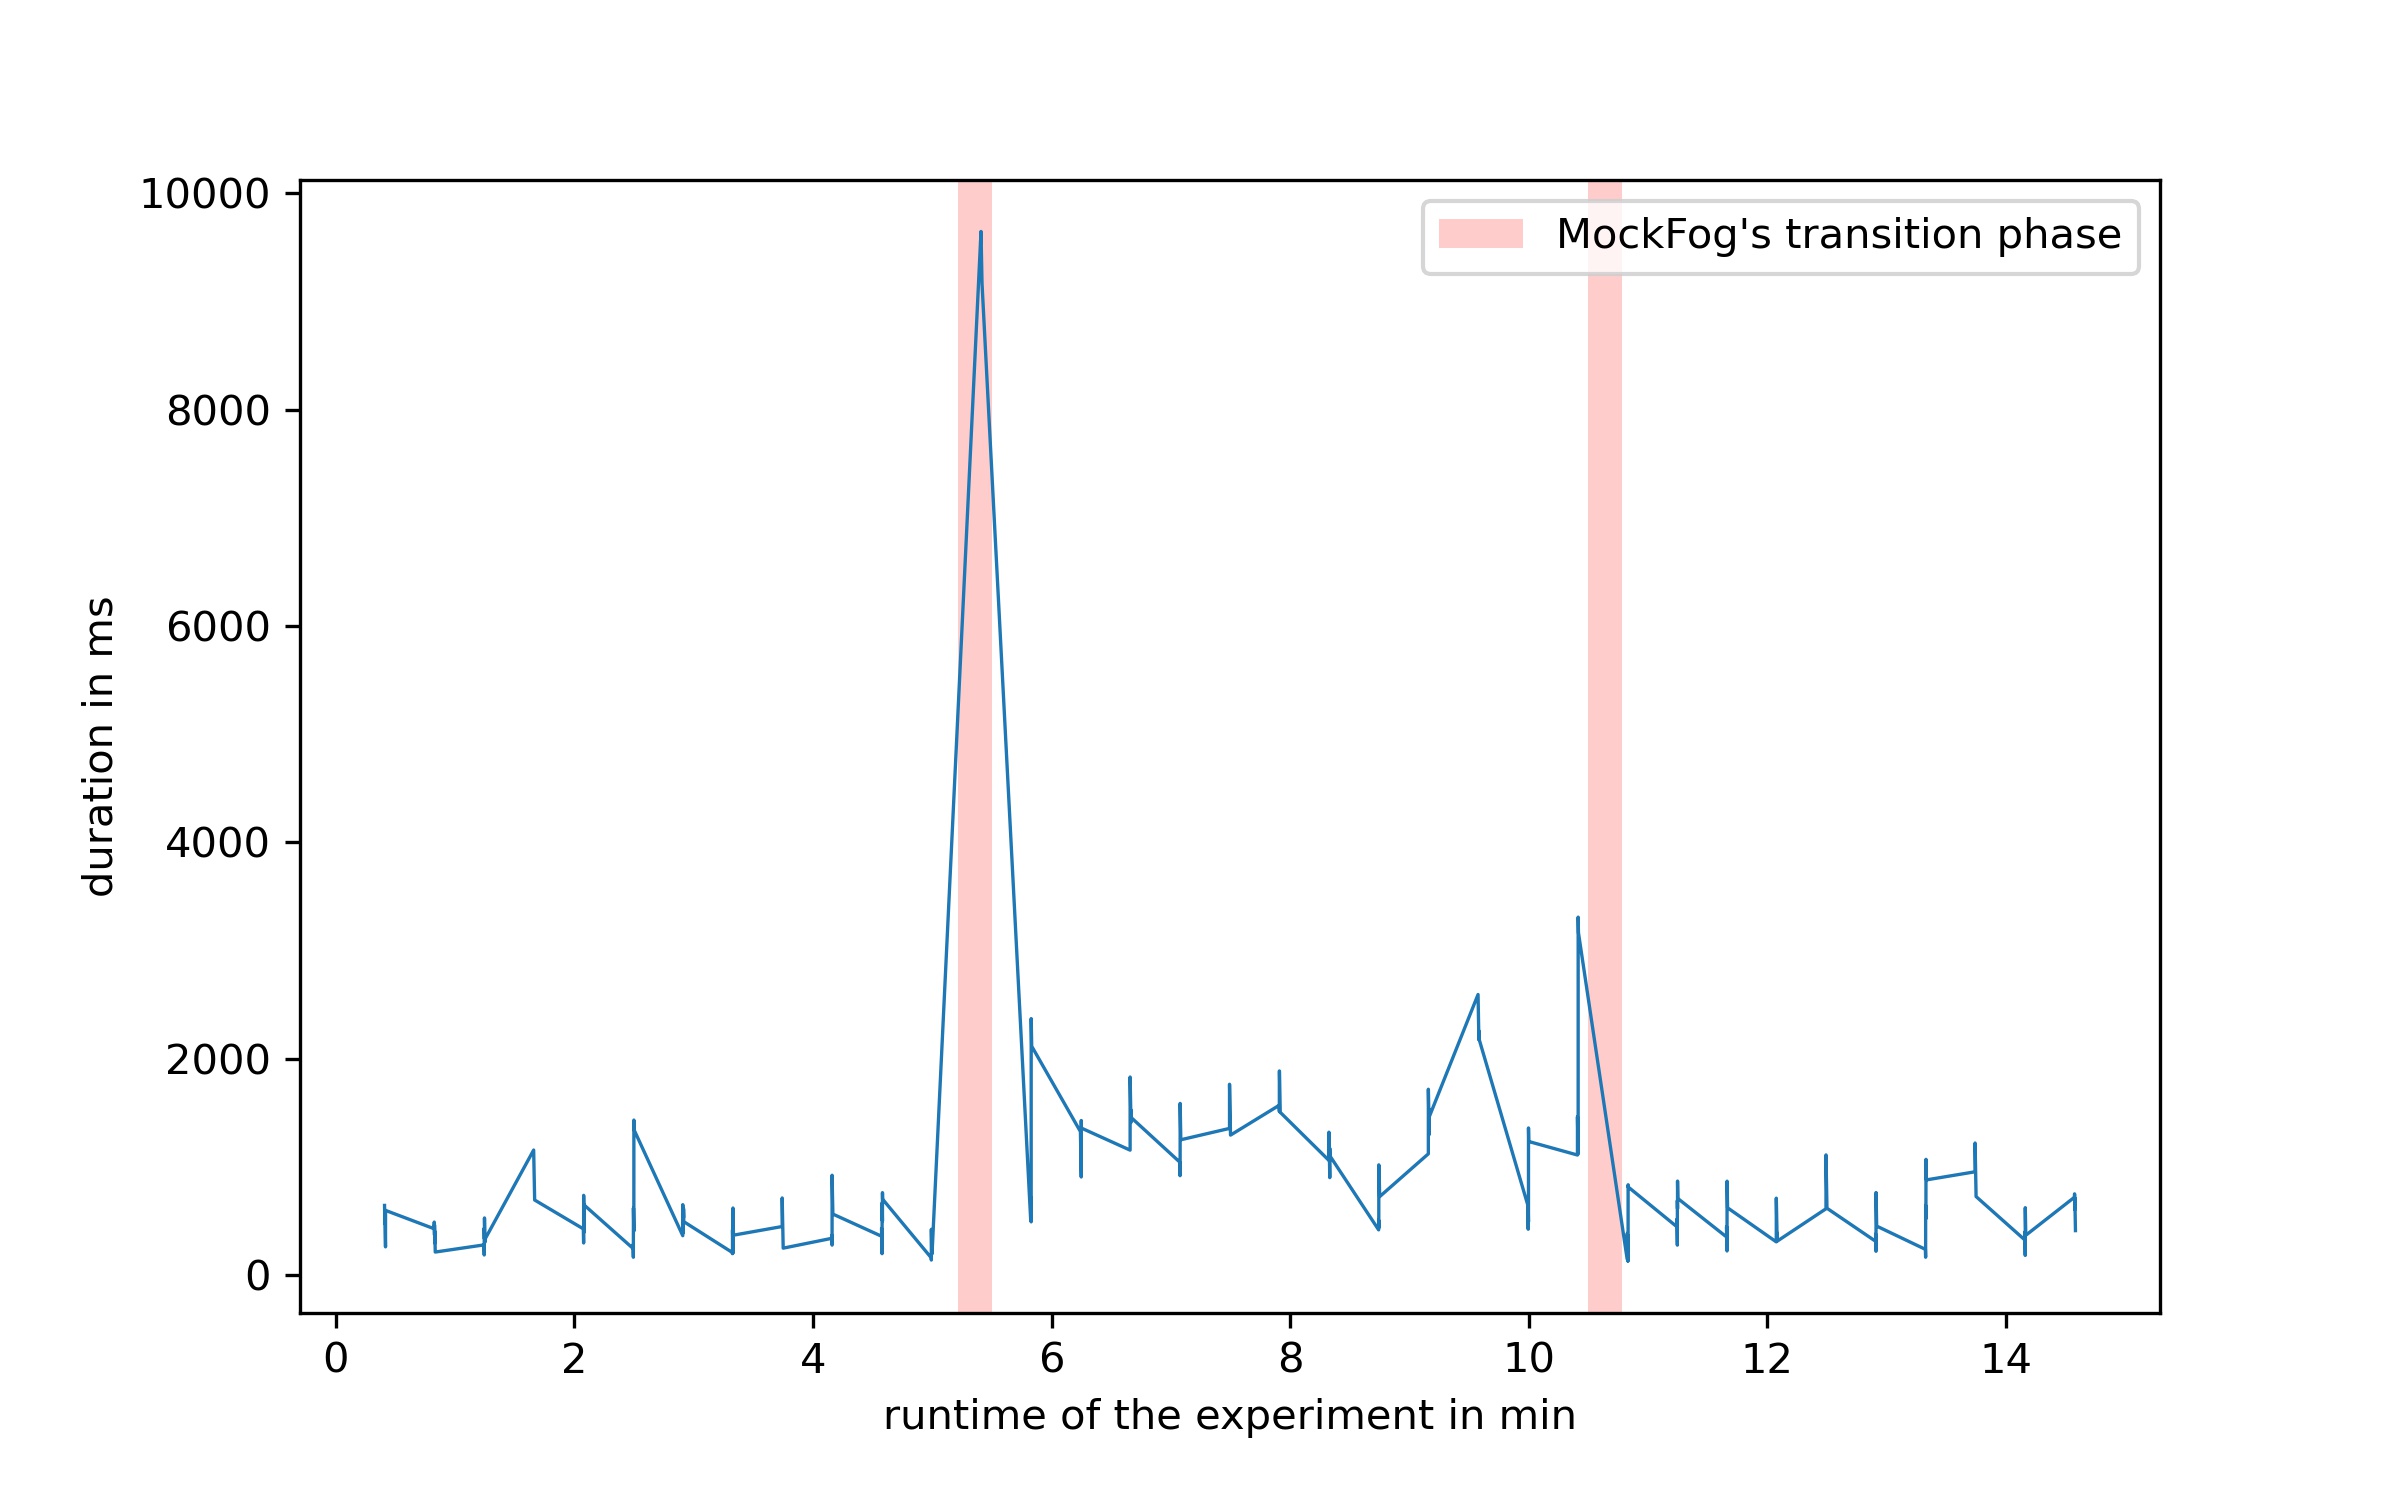 10000
8000
6000
4000
2000
0
duration in ms
MockFog's transition phase
0 2 4 6 8 10 12 14
runtime of the experiment in min